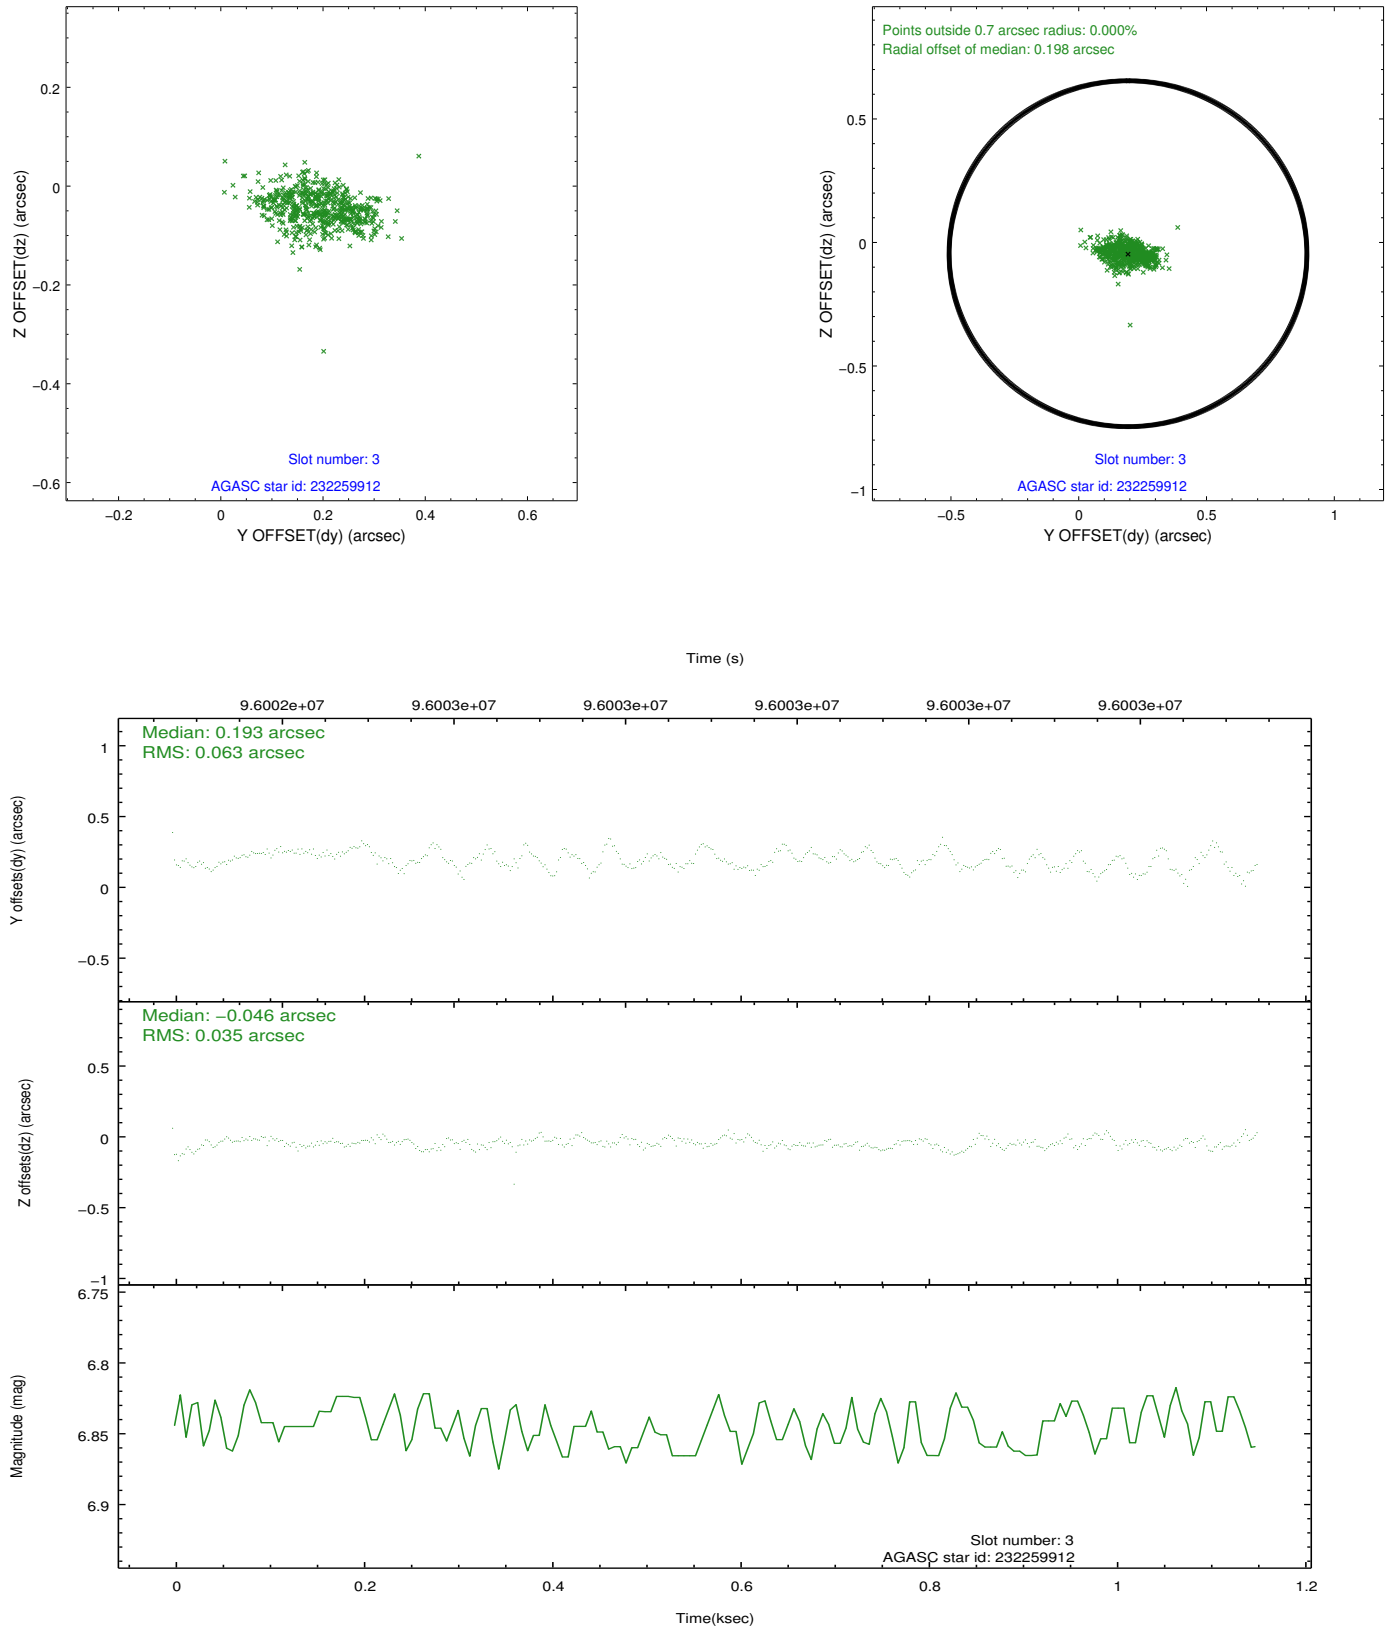 0.2
0
−0.2
−0.4
−0.6
Z OFFSET(dz) (arcsec)
Slot number: 3
AGASC star id: 232259912
−0.2
0
0.2
0.4
0.6
Y OFFSET(dy) (arcsec)
Points outside 0.7 arcsec radius: 0.000%
Radial offset of median: 0.198 arcsec
0.5
0
−0.5
−1
Z OFFSET(dz) (arcsec)
Slot number: 3
AGASC star id: 232259912
−0.5
0
0.5
1
Y OFFSET(dy) (arcsec)
Time (s)
9.6002e+07
9.6003e+07
9.6003e+07
9.6003e+07
9.6003e+07
9.6003e+07
Median: 0.193 arcsec
RMS: 0.063 arcsec
1
0.5
0
−0.5
Y offsets(dy) (arcsec)
Median: −0.046 arcsec
RMS: 0.035 arcsec
0.5
0
−0.5
−1
Z offsets(dz) (arcsec)
6.75
6.8
6.85
6.9
Magnitude (mag)
Slot number: 3
AGASC star id: 232259912
0
0.2
0.4
0.6
0.8
1
1.2
Time(ksec)